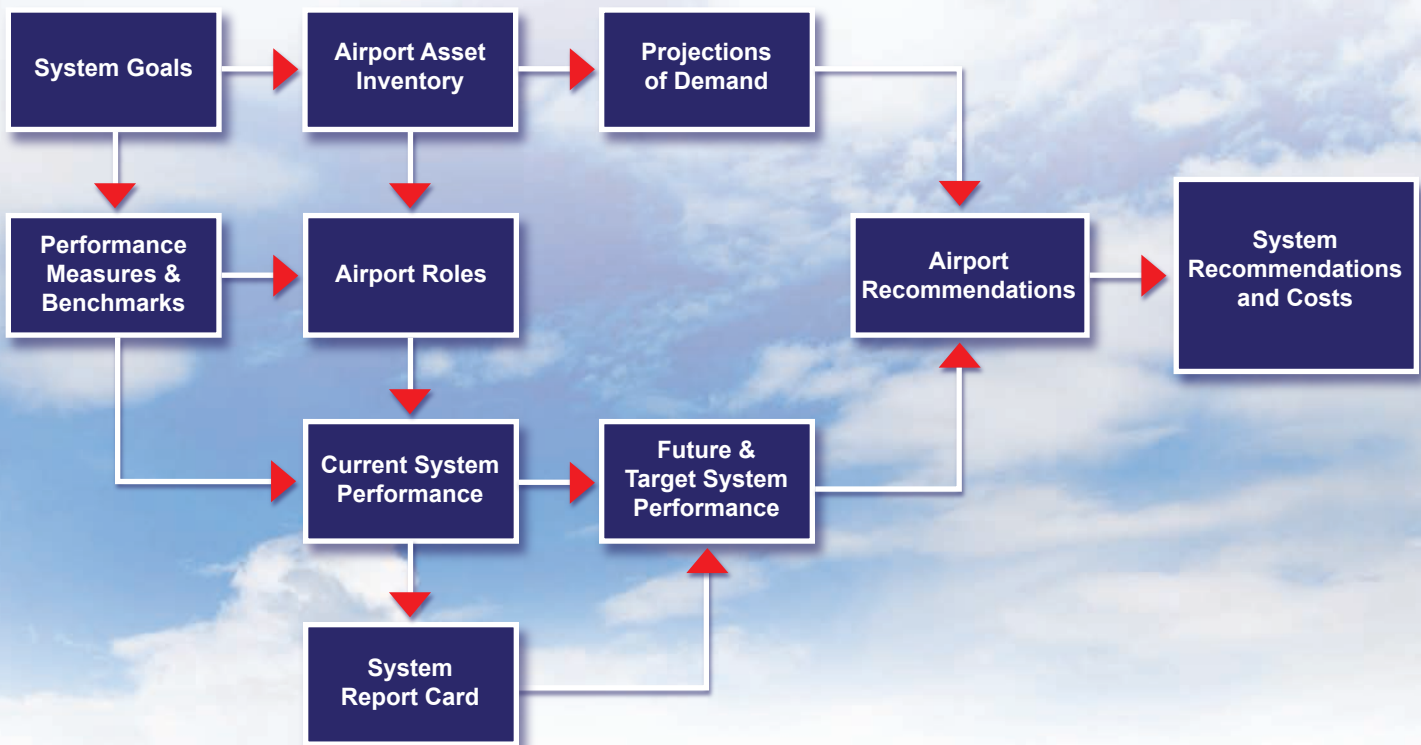 System Goals
Airport Asset
Inventory
Projections
of Demand
Performance
Measures &
Benchmarks
Airport Roles
Airport
Recommendations
System
Recommendations
and Costs
Current System
Performance
Future &
Target System
Performance
System
Report Card